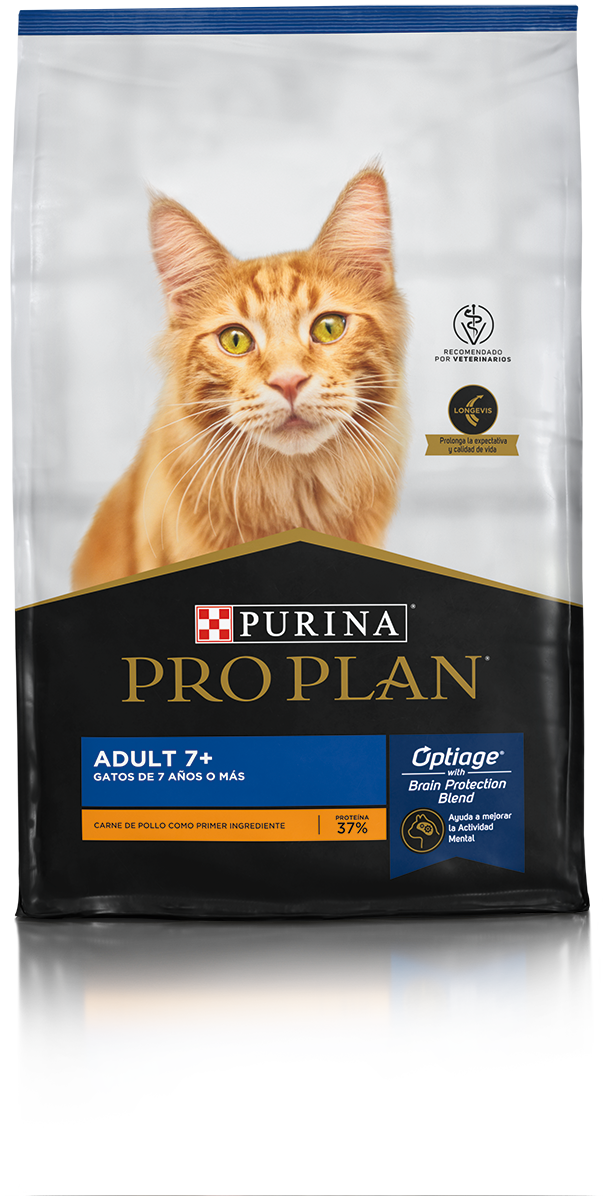 RECOMENDADO
POR VETERINARIOS
LONGEVIS
Prolonga la expectativa
y calidad de vida
PURINA®
PRO PLAN®
ADULT 7+
GATOS DE 7 AÑOS O MÁS
CARNE DE POLLO COMO PRIMER INGREDIENTE
PROTEÍNA
37%
Optiage®
with
Brain Protection
Blend
Ayuda a mejorar
la Actividad
Mental